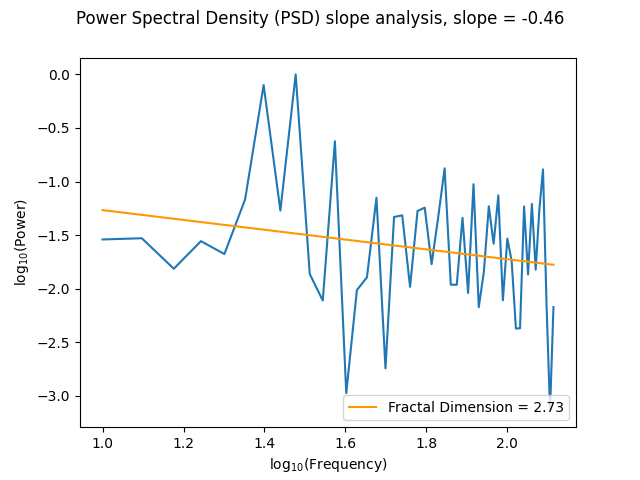 Power Spectral Density (PSD) slope analysis, slope = -0.46
0.0
−0.5
−1.0
−1.5
−2.0
−2.5
−3.0
log₁₀(Power)
Fractal Dimension = 2.73
1.0 1.2 1.4 1.6 1.8 2.0
log₁₀(Frequency)